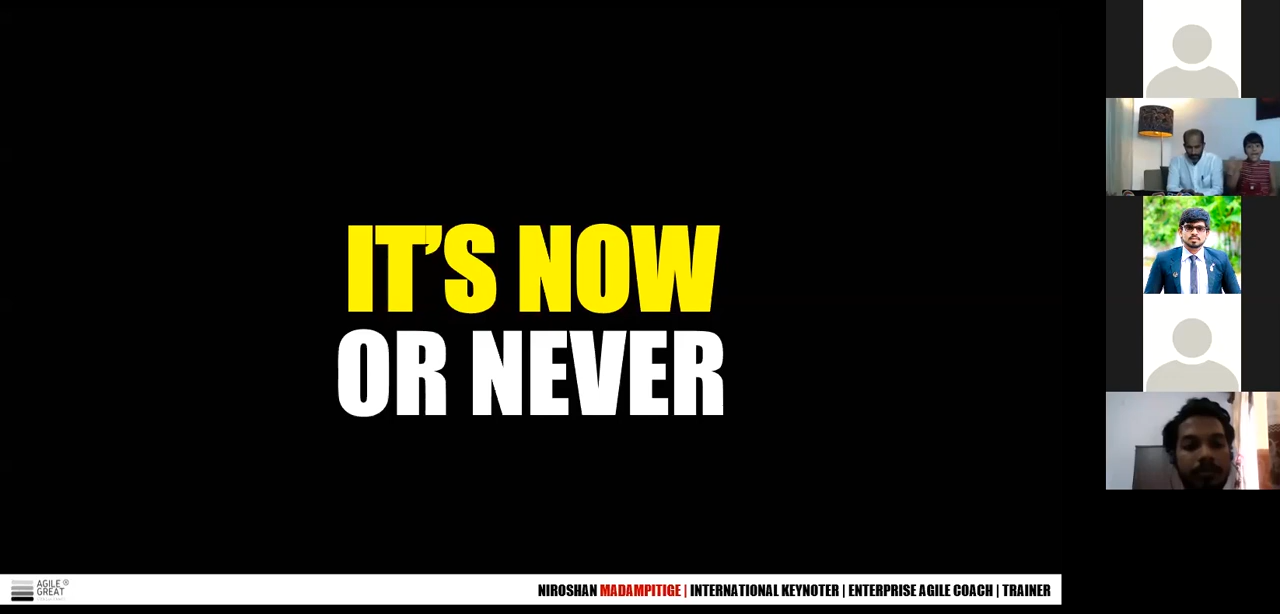 IT'S NOW
OR NEVER
AGILE ®
GREAT
NIROSHAN MADAMPITIGE | INTERNATIONAL KEYNOTER | ENTERPRISE AGILE COACH | TRAINER